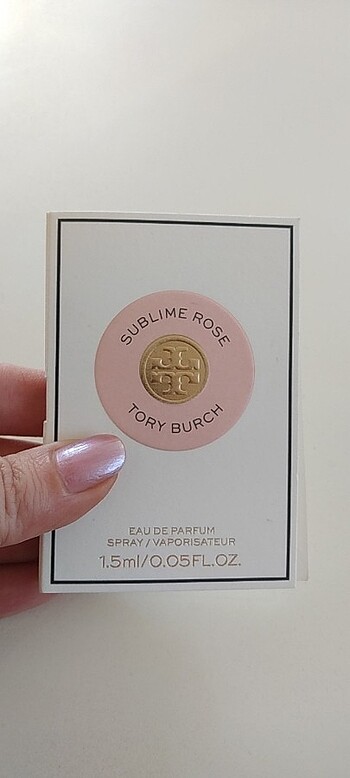 SUBLIME ROSE
TORY BURCH
EAU DE PARFUM
SPRAY / VAPORISATEUR
1.5ml/0.05FL.OZ.